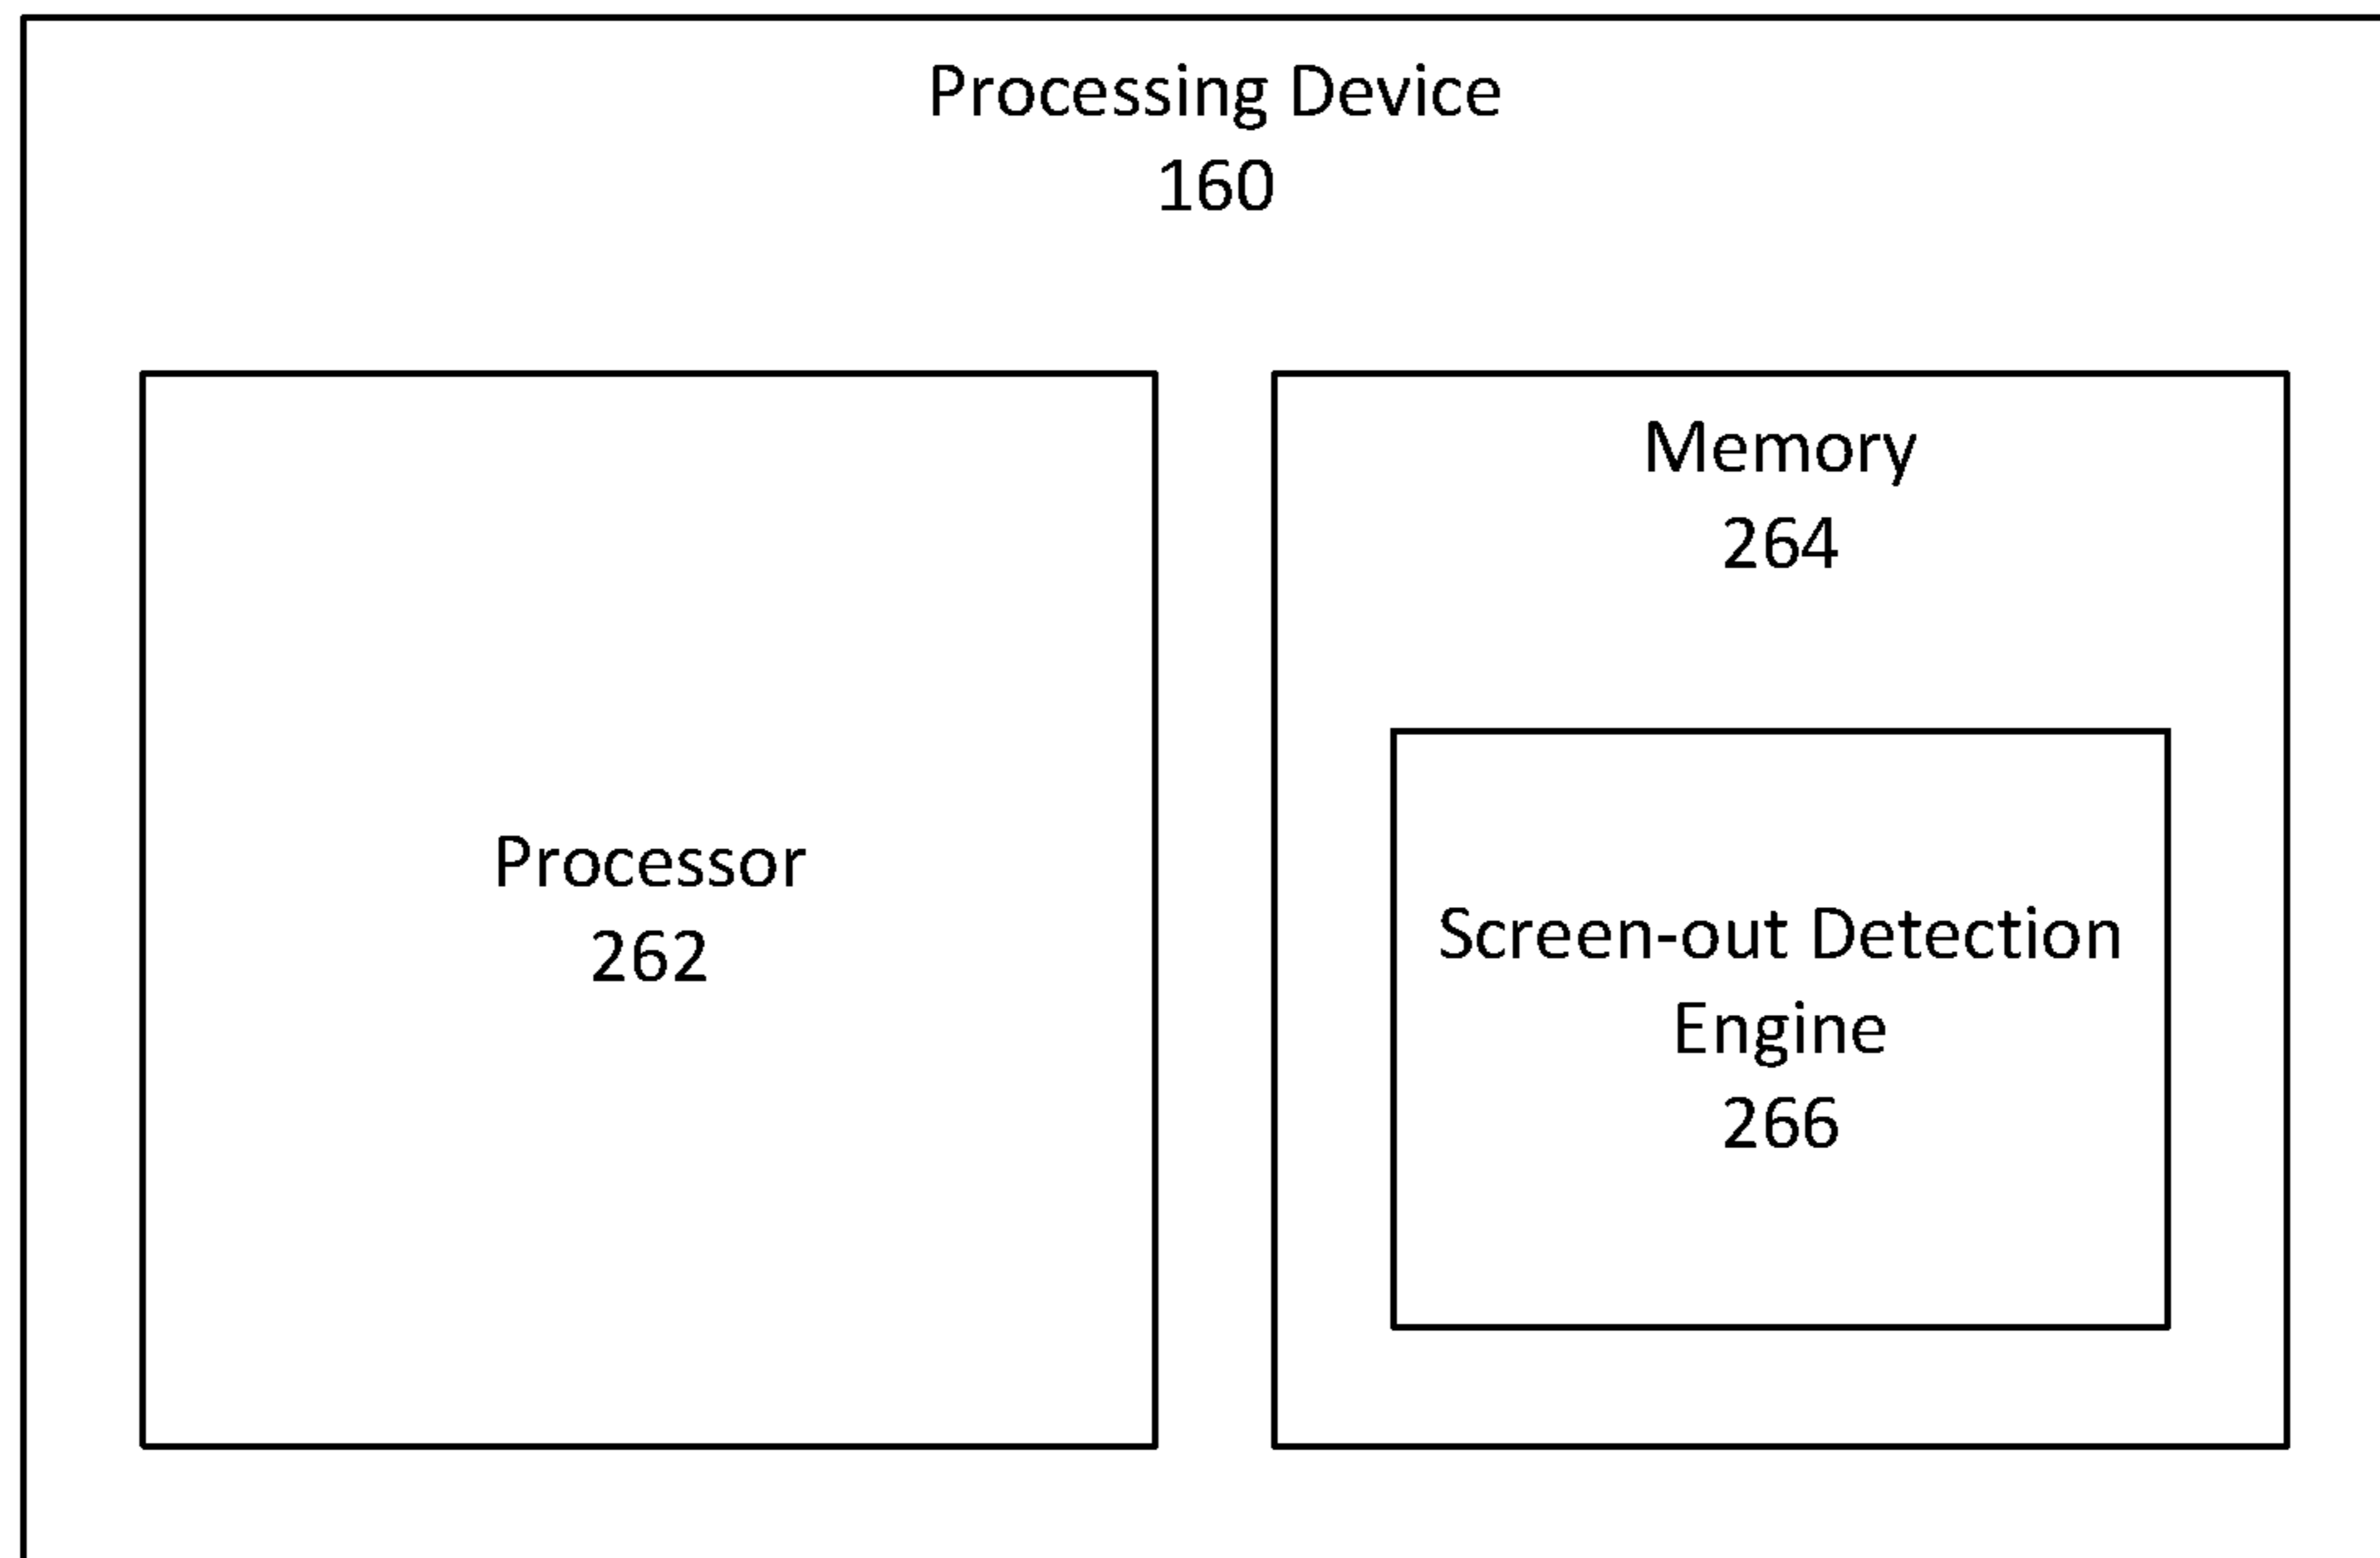 Processing Device
160
Processor
262
Memory
264
Screen-out Detection
Engine
266